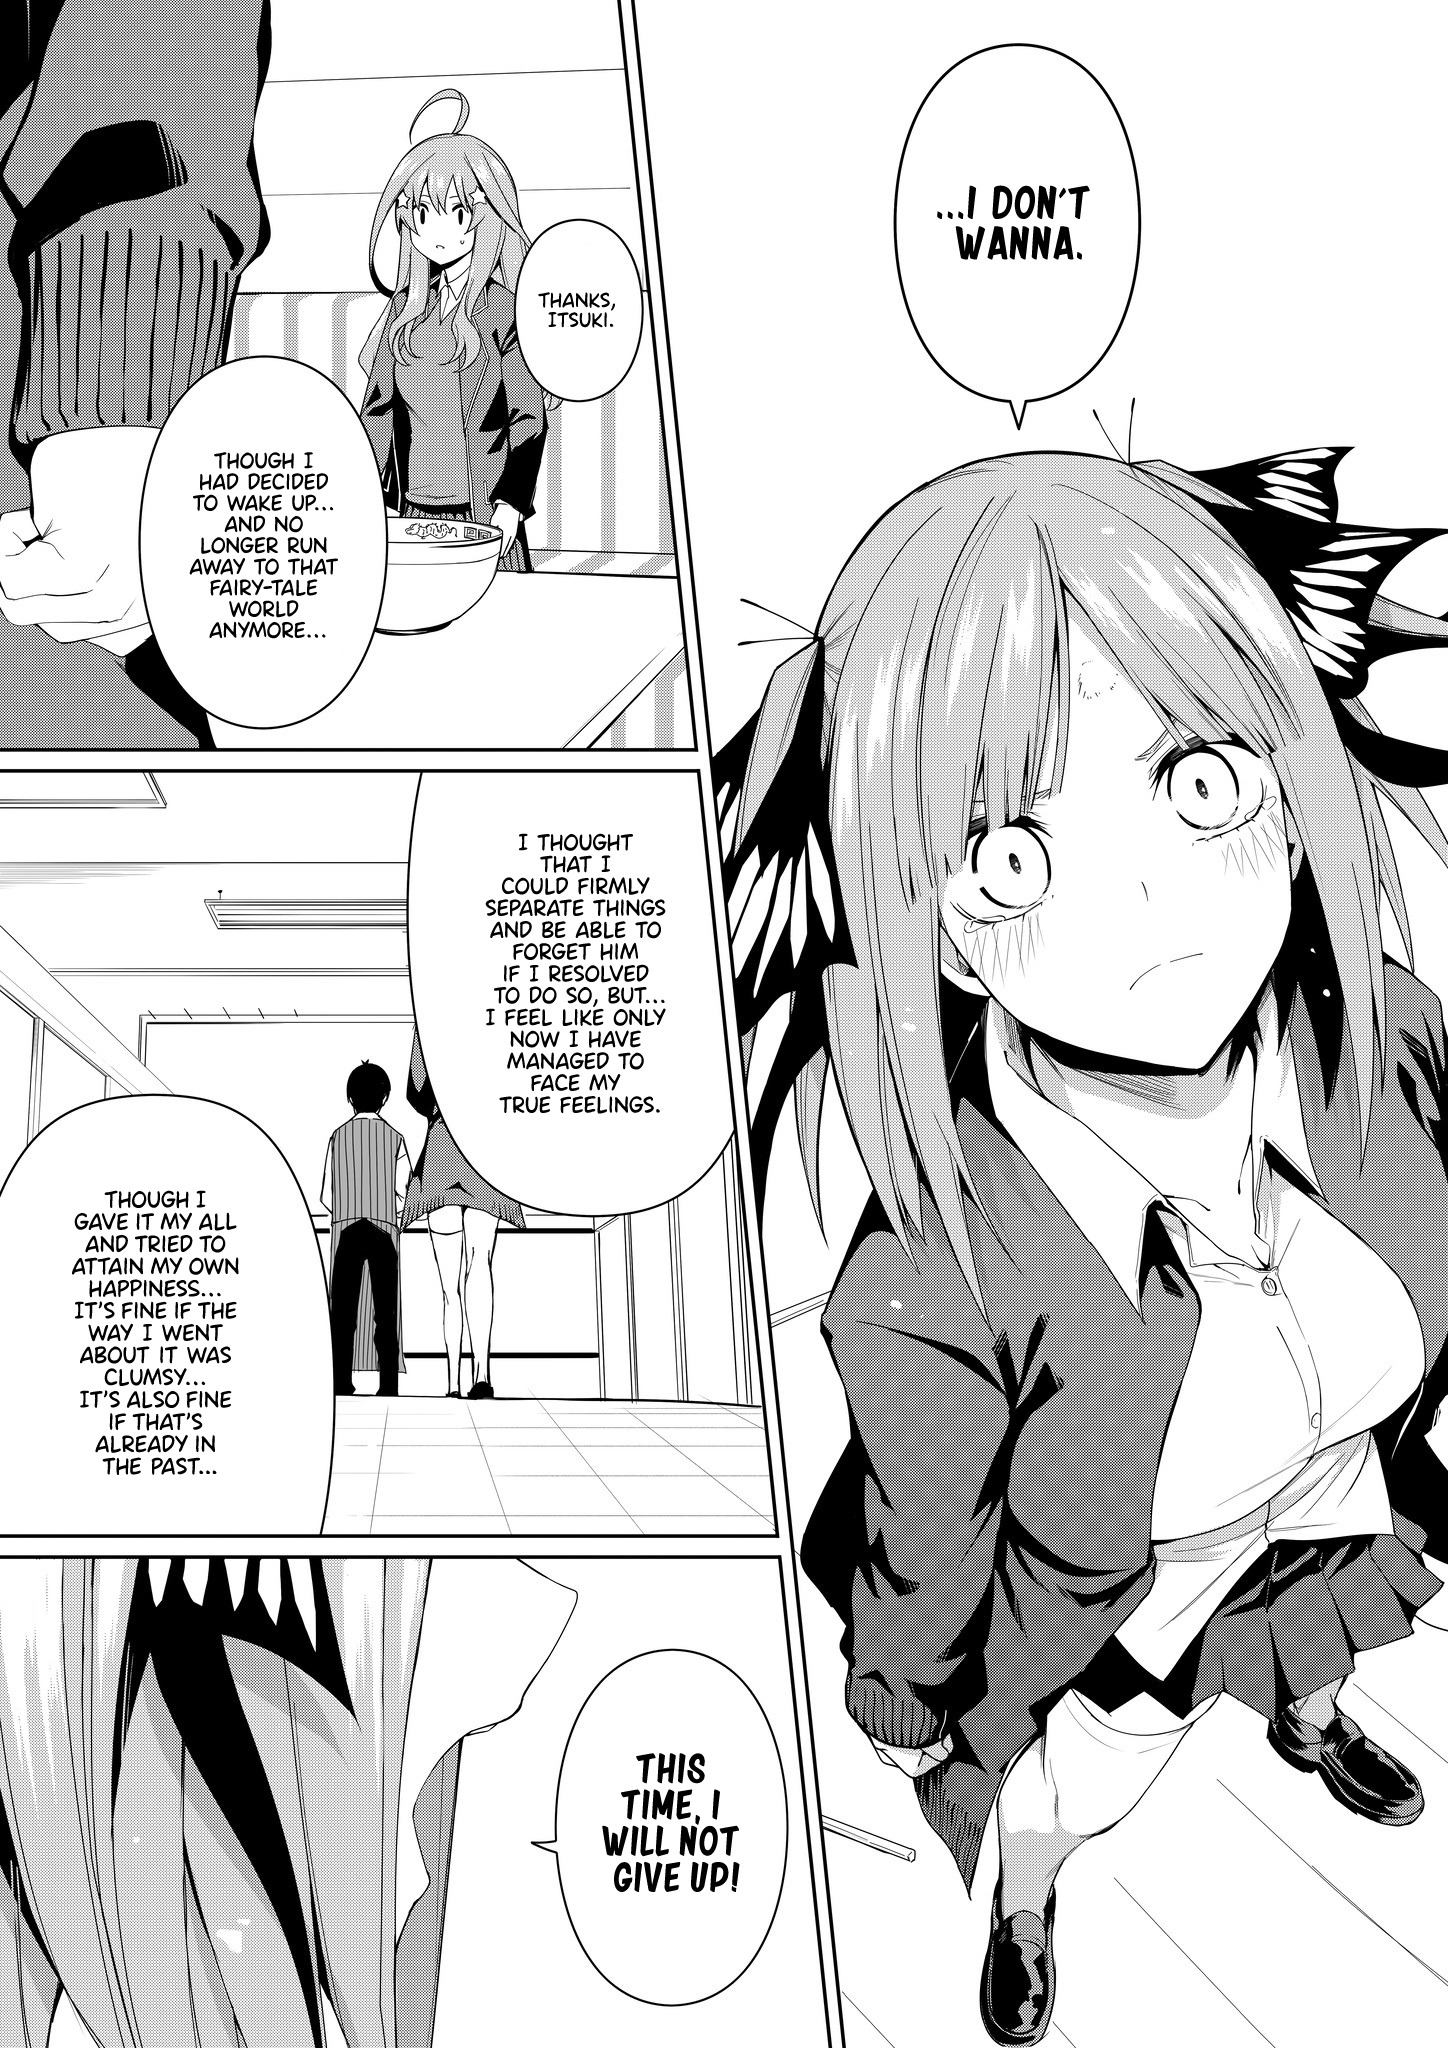 ...I DON'T
WANNA.
THANKS,
ITSUKI.
THOUGH I
HAD DECIDED
TO WAKE UP...
AND NO
LONGER RUN
AWAY TO THAT
FAIRY-TALE
WORLD
ANYMORE...
I THOUGHT
THAT I
COULD FIRMLY
SEPARATE THINGS
AND BE ABLE TO
FORGET HIM
IF I RESOLVED
TO DO SO, BUT...
I FEEL LIKE ONLY
NOW I HAVE
MANAGED TO
FACE MY
TRUE FEELINGS.
THOUGH I
GAVE IT MY ALL
AND TRIED TO
ATTAIN MY OWN
HAPPINESS...
IT'S FINE IF THE
WAY I WENT
ABOUT IT WAS
CLUMSY...
IT'S ALSO FINE
IF THAT'S
ALREADY IN
THE PAST...
THIS
TIME, I
WILL NOT
GIVE UP!